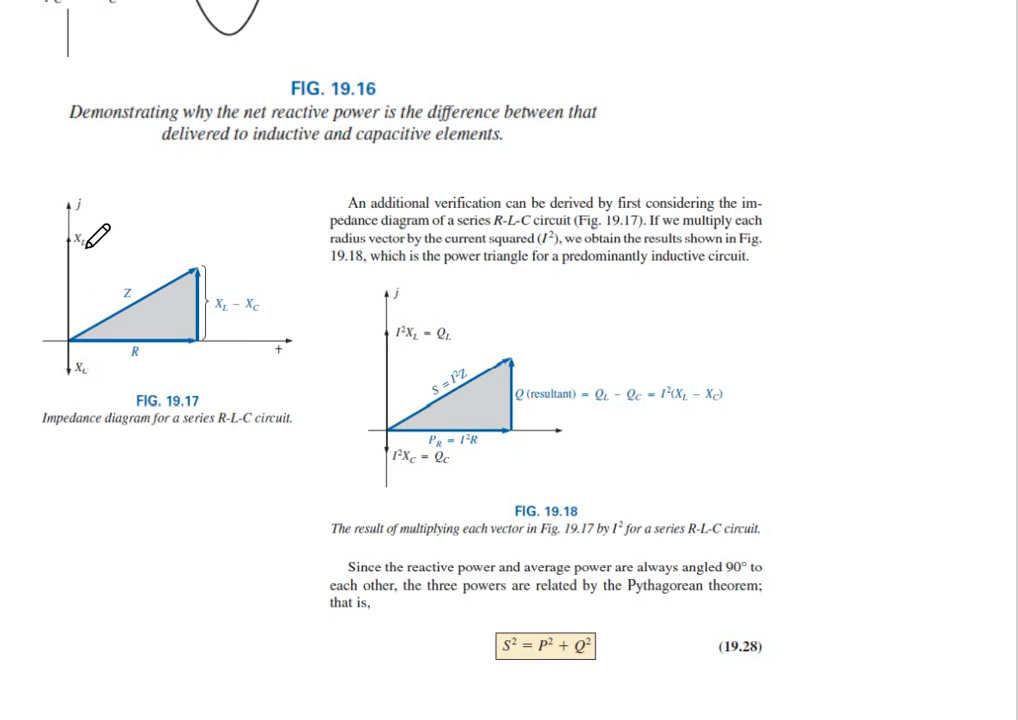 FIG. 19.16
Demonstrating why the net reactive power is the difference between that
delivered to inductive and capacitive elements.
An additional verification can be derived by first considering the im-
pedance diagram of a series R-L-C circuit (Fig. 19.17). If we multiply each
radius vector by the current squared (I²), we obtain the results shown in Fig.
19.18, which is the power triangle for a predominantly inductive circuit.
j
X_L
Z
X_L – X_C
R
+
X_C
FIG. 19.17
Impedance diagram for a series R-L-C circuit.
j
I²X_L = Q_L
S = I²Z
Q (resultant) = Q_L – Q_C = I²(X_L – X_C)
P_R = I²R
I²X_C = Q_C
FIG. 19.18
The result of multiplying each vector in Fig. 19.17 by I² for a series R-L-C circuit.
Since the reactive power and average power are always angled 90° to
each other, the three powers are related by the Pythagorean theorem;
that is,
S² = P² + Q²
(19.28)